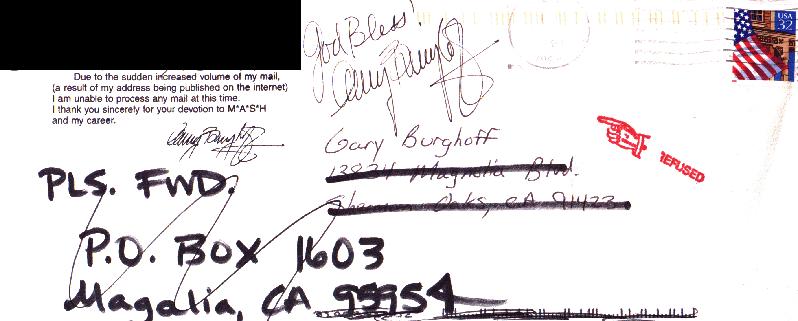 God Bless!
USA
32
Due to the sudden increased volume of my mail,
(a result of my address being published on the internet)
I am unable to process any mail at this time.
I thank you sincerely for your devotion to M*A*S*H
and my career.
Gary Burghoff
Magnolia Blvd.
Oaks, CA 91423
REFUSED
PLS. FWD.
P.O. BOX 1603
Magalia, CA 95954